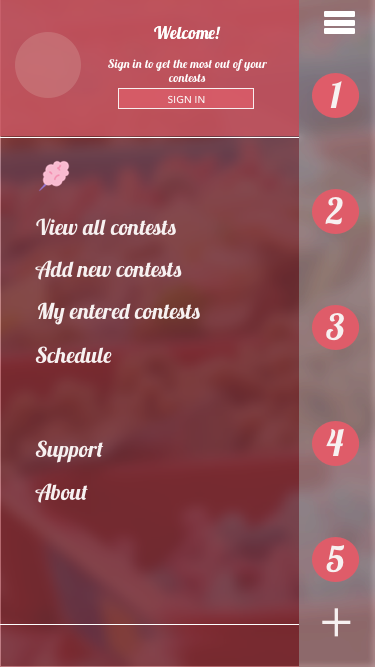 Welcome!
Sign in to get the most out of your
contests
SIGN IN
View all contests
Add new contests
My entered contests
Schedule
Support
About
1
2
3
4
5
+